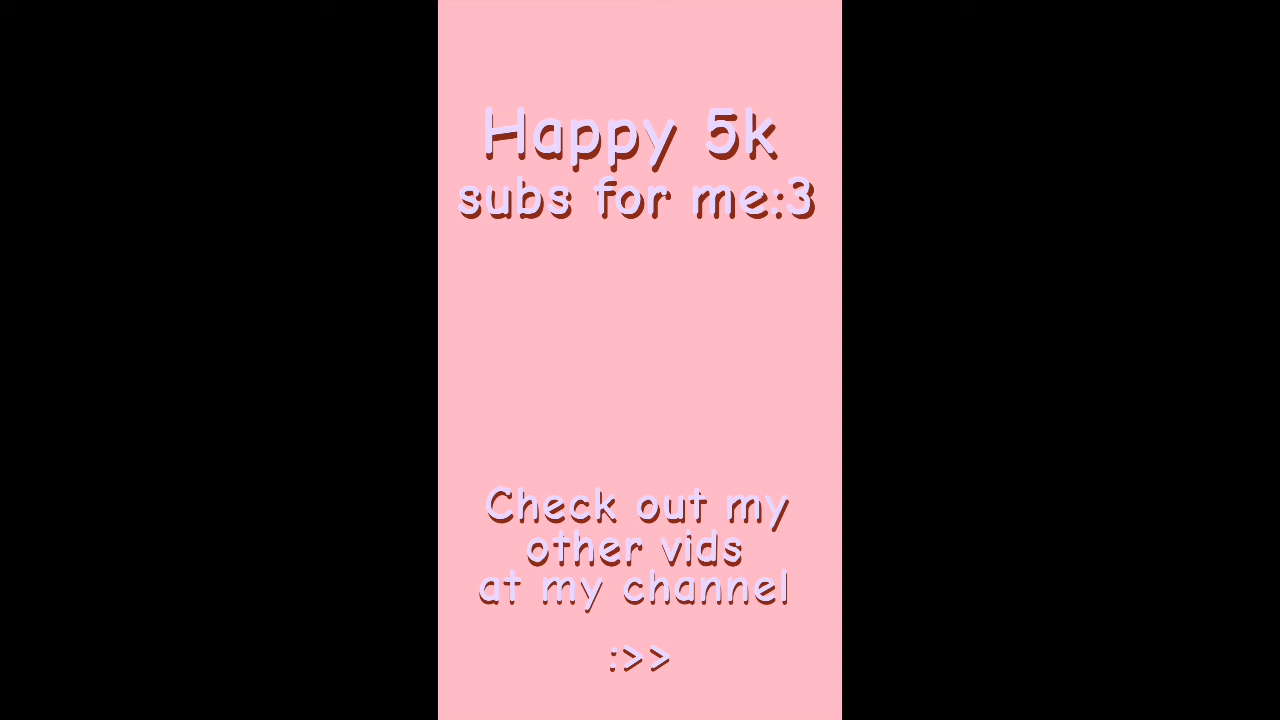 Happy 5k
subs for me:3
Check out my
other vids
at my channel
:>>